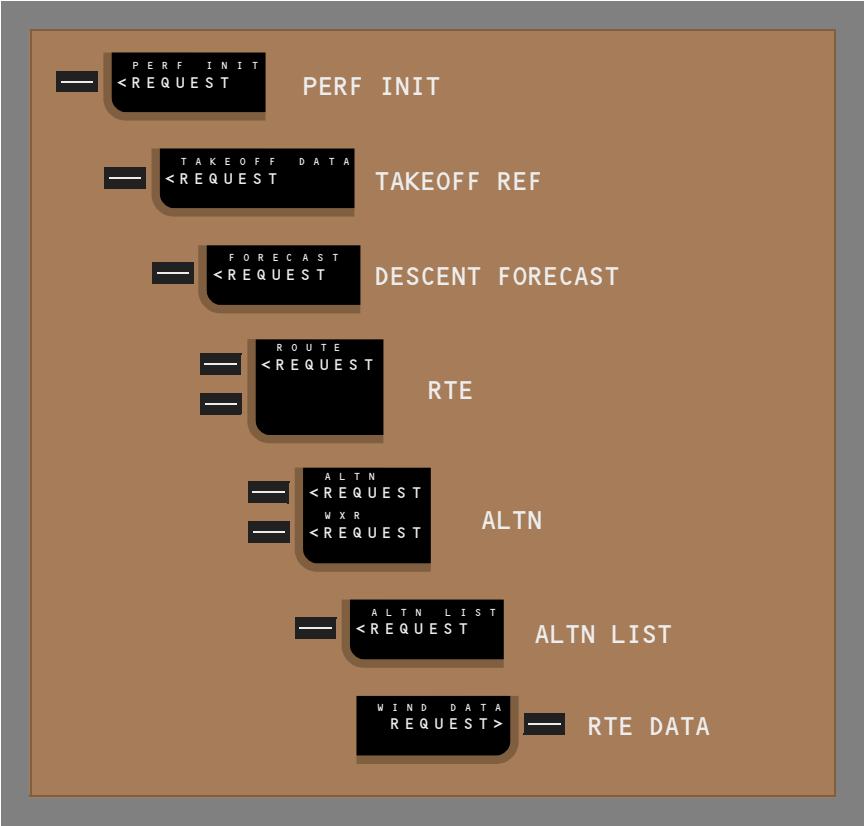 PERF INIT
<REQUEST
PERF INIT
TAKEOFF DATA
<REQUEST
TAKEOFF REF
FORECAST
<REQUEST
DESCENT FORECAST
ROUTE
<REQUEST
RTE
ALTN
<REQUEST
WXR
<REQUEST
ALTN
ALTN LIST
<REQUEST
ALTN LIST
WIND DATA
REQUEST>
RTE DATA